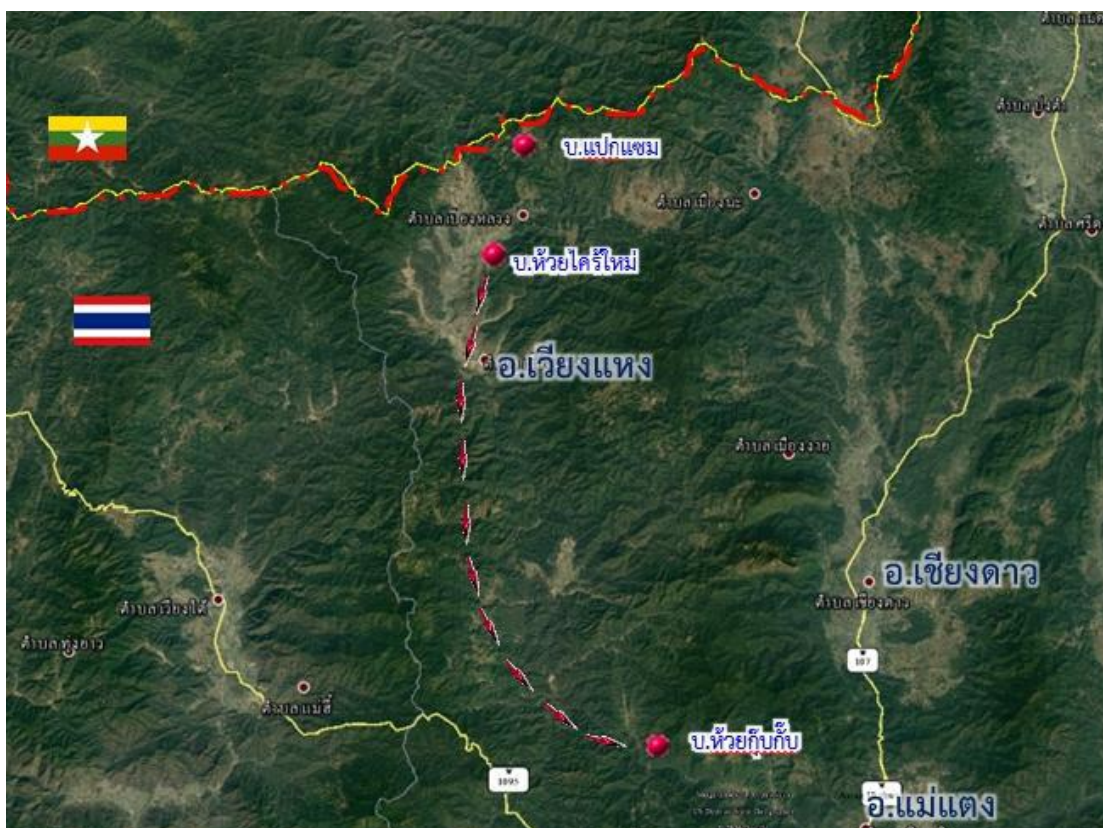 บ.แปกแซม
ตำบล เมืองนะ
ตำบล เปียงหลวง
บ.ห้วยไคร้ใหม่
อ.เวียงแหง
ตำบล เมืองงาย
อ.เชียงดาว
ตำบล เชียงดาว
ตำบล เวียงใต้
ตำบล ทุ่งยาว
107
ตำบล แม่ฮี้
บ.ห้วยกุ๊บกั๊บ
1095
อ.แม่แตง